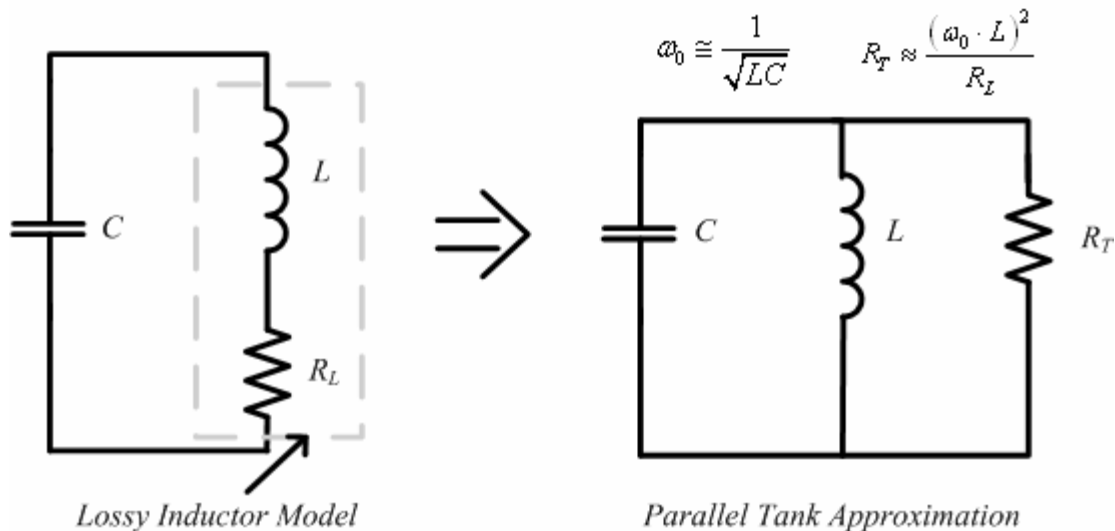 ω₀ ≅ 1/√LC
R_T ≈ (ω₀ · L)²/R_L
L
C
R_L
C
L
R_T
Lossy Inductor Model
Parallel Tank Approximation